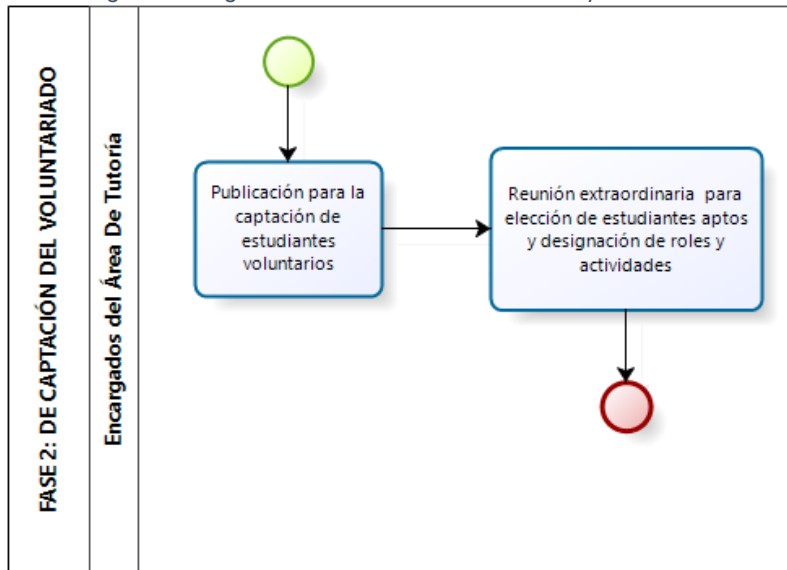 FASE 2: DE CAPTACIÓN DEL VOLUNTARIADO
Encargados del Área De Tutoría
Publicación para la
captación de
estudiantes
voluntarios
Reunión extraordinaria para
elección de estudiantes aptos
y designación de roles y
actividades